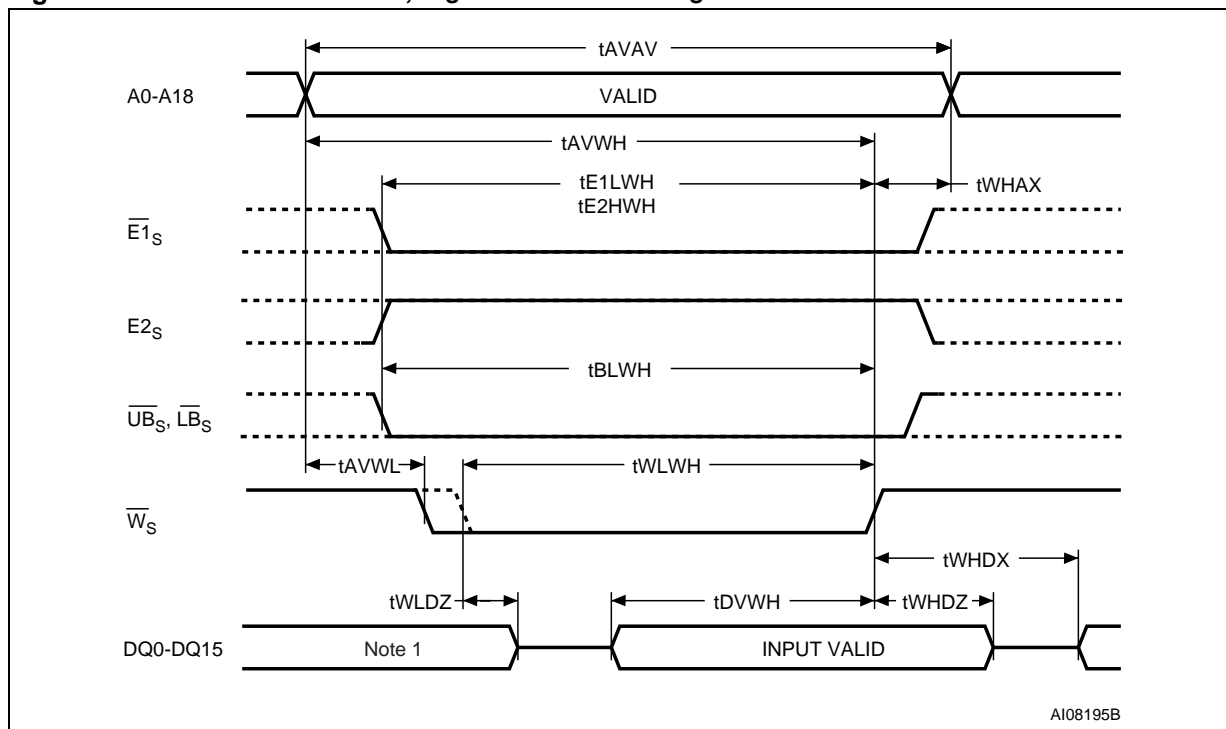 tAVAV
A0-A18 VALID
tAVWH
tE1LWH tWHAX
tE2HWH
E1S
E2S
tBLWH
UBS, LBS
tAVWL tWLWH
WS
tWHDX
tWLDZ tDVWH tWHDZ
DQ0-DQ15 Note 1 INPUT VALID
AI08195B